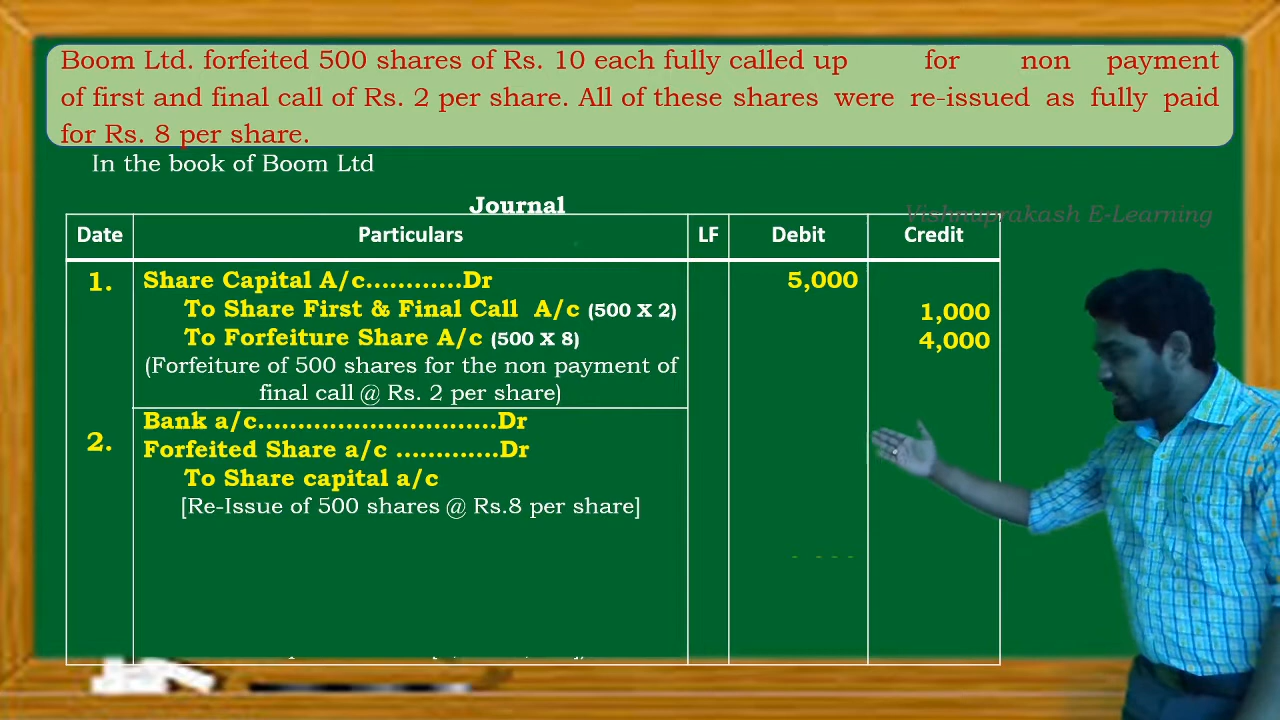 Boom Ltd. forfeited 500 shares of Rs. 10 each fully called up for non payment
of first and final call of Rs. 2 per share. All of these shares were re-issued as fully paid
for Rs. 8 per share.
In the book of Boom Ltd
Journal
Vishnuprakash E-Learning
Date Particulars LF Debit Credit
1. Share Capital A/c............Dr 5,000
To Share First & Final Call A/c (500 X 2) 1,000
To Forfeiture Share A/c (500 X 8) 4,000
(Forfeiture of 500 shares for the non payment of
final call @ Rs. 2 per share)
Bank a/c..............................Dr
2. Forfeited Share a/c .............Dr
To Share capital a/c
[Re-Issue of 500 shares @ Rs.8 per share]